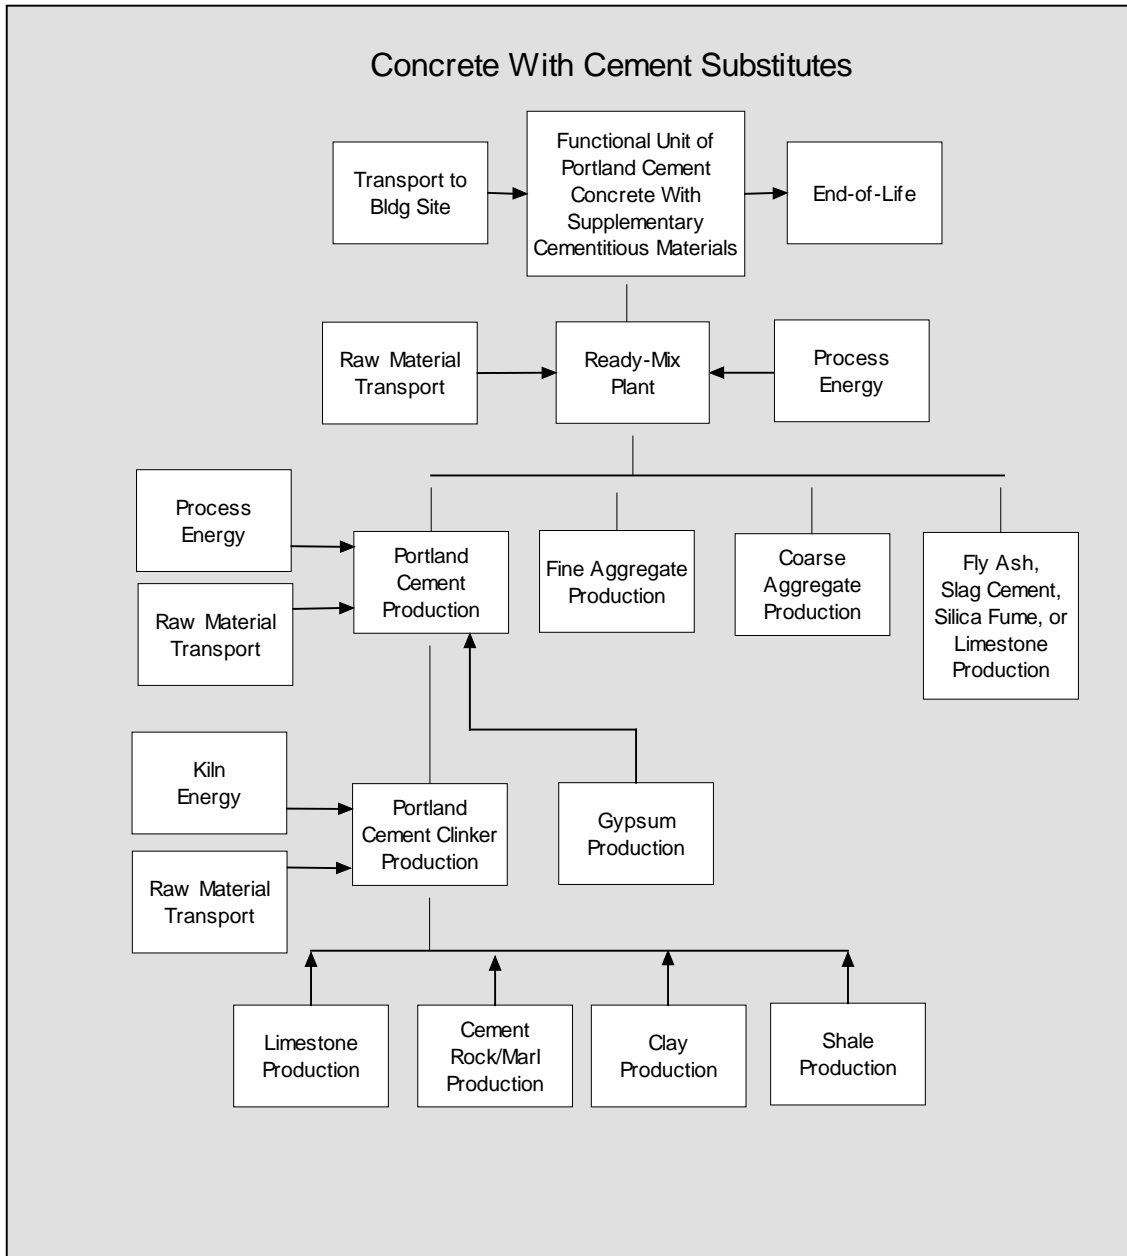 Concrete With Cement Substitutes
Transport to
Bldg Site
Functional Unit of
Portland Cement
Concrete With
Supplementary
Cementitious Materials
End-of-Life
Raw Material
Transport
Ready-Mix
Plant
Process
Energy
Process
Energy
Raw Material
Transport
Portland
Cement
Production
Fine Aggregate
Production
Coarse
Aggregate
Production
Fly Ash,
Slag Cement,
Silica Fume, or
Limestone
Production
Kiln
Energy
Raw Material
Transport
Portland
Cement Clinker
Production
Gypsum
Production
Limestone
Production
Cement
Rock/Marl
Production
Clay
Production
Shale
Production